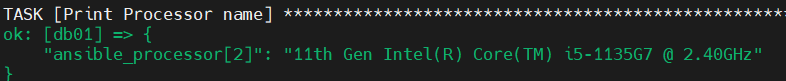 TASK [Print Processor name] **************************************************
ok: [db01] => {
    "ansible_processor[2]": "11th Gen Intel(R) Core(TM) i5-1135G7 @ 2.40GHz"
}